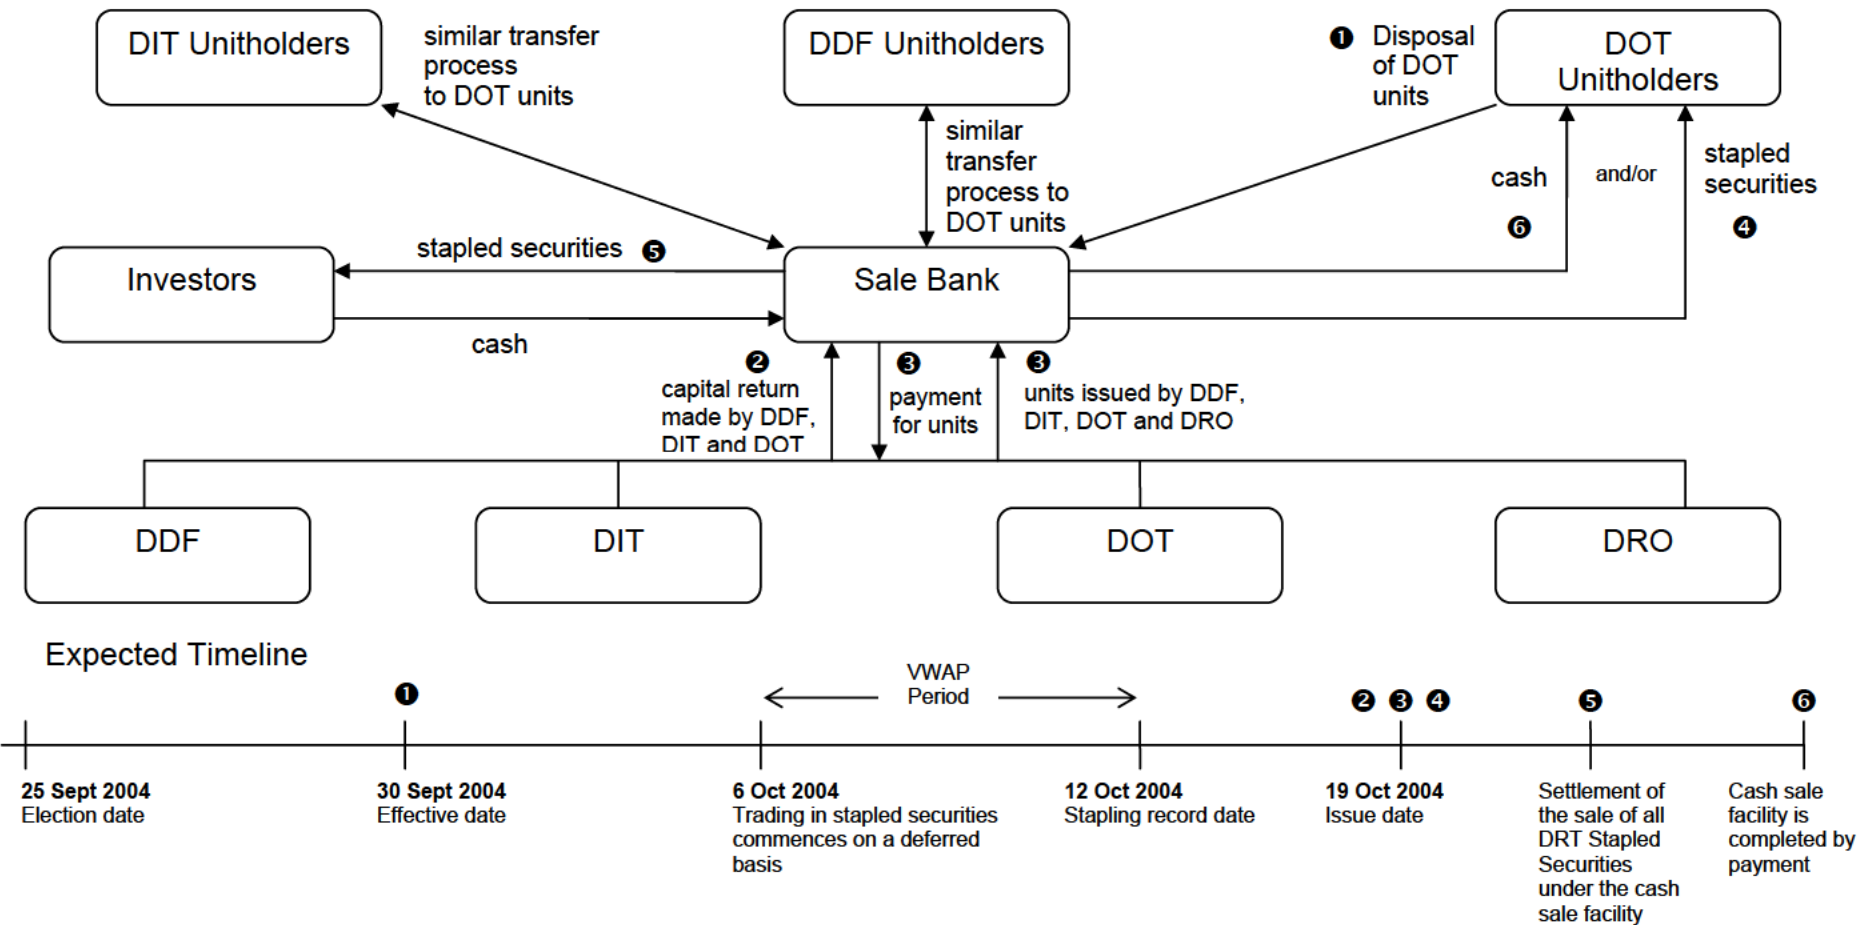 DIT Unitholders
similar transfer
process
to DOT units
DDF Unitholders
❶ Disposal
of DOT
units
DOT
Unitholders
similar
transfer
process to
DOT units
cash
❻
and/or
stapled
securities
❹
stapled securities ❺
Investors
Sale Bank
cash
❷
capital return
made by DDF,
DIT and DOT
❸
payment
for units
❸
units issued by DDF,
DIT, DOT and DRO
DDF
DIT
DOT
DRO
Expected Timeline
❶
VWAP
Period
❷ ❸ ❹
❺
❻
25 Sept 2004
Election date
30 Sept 2004
Effective date
6 Oct 2004
Trading in stapled securities
commences on a deferred
basis
12 Oct 2004
Stapling record date
19 Oct 2004
Issue date
Settlement of
the sale of all
DRT Stapled
Securities
under the cash
sale facility
Cash sale
facility is
completed by
payment